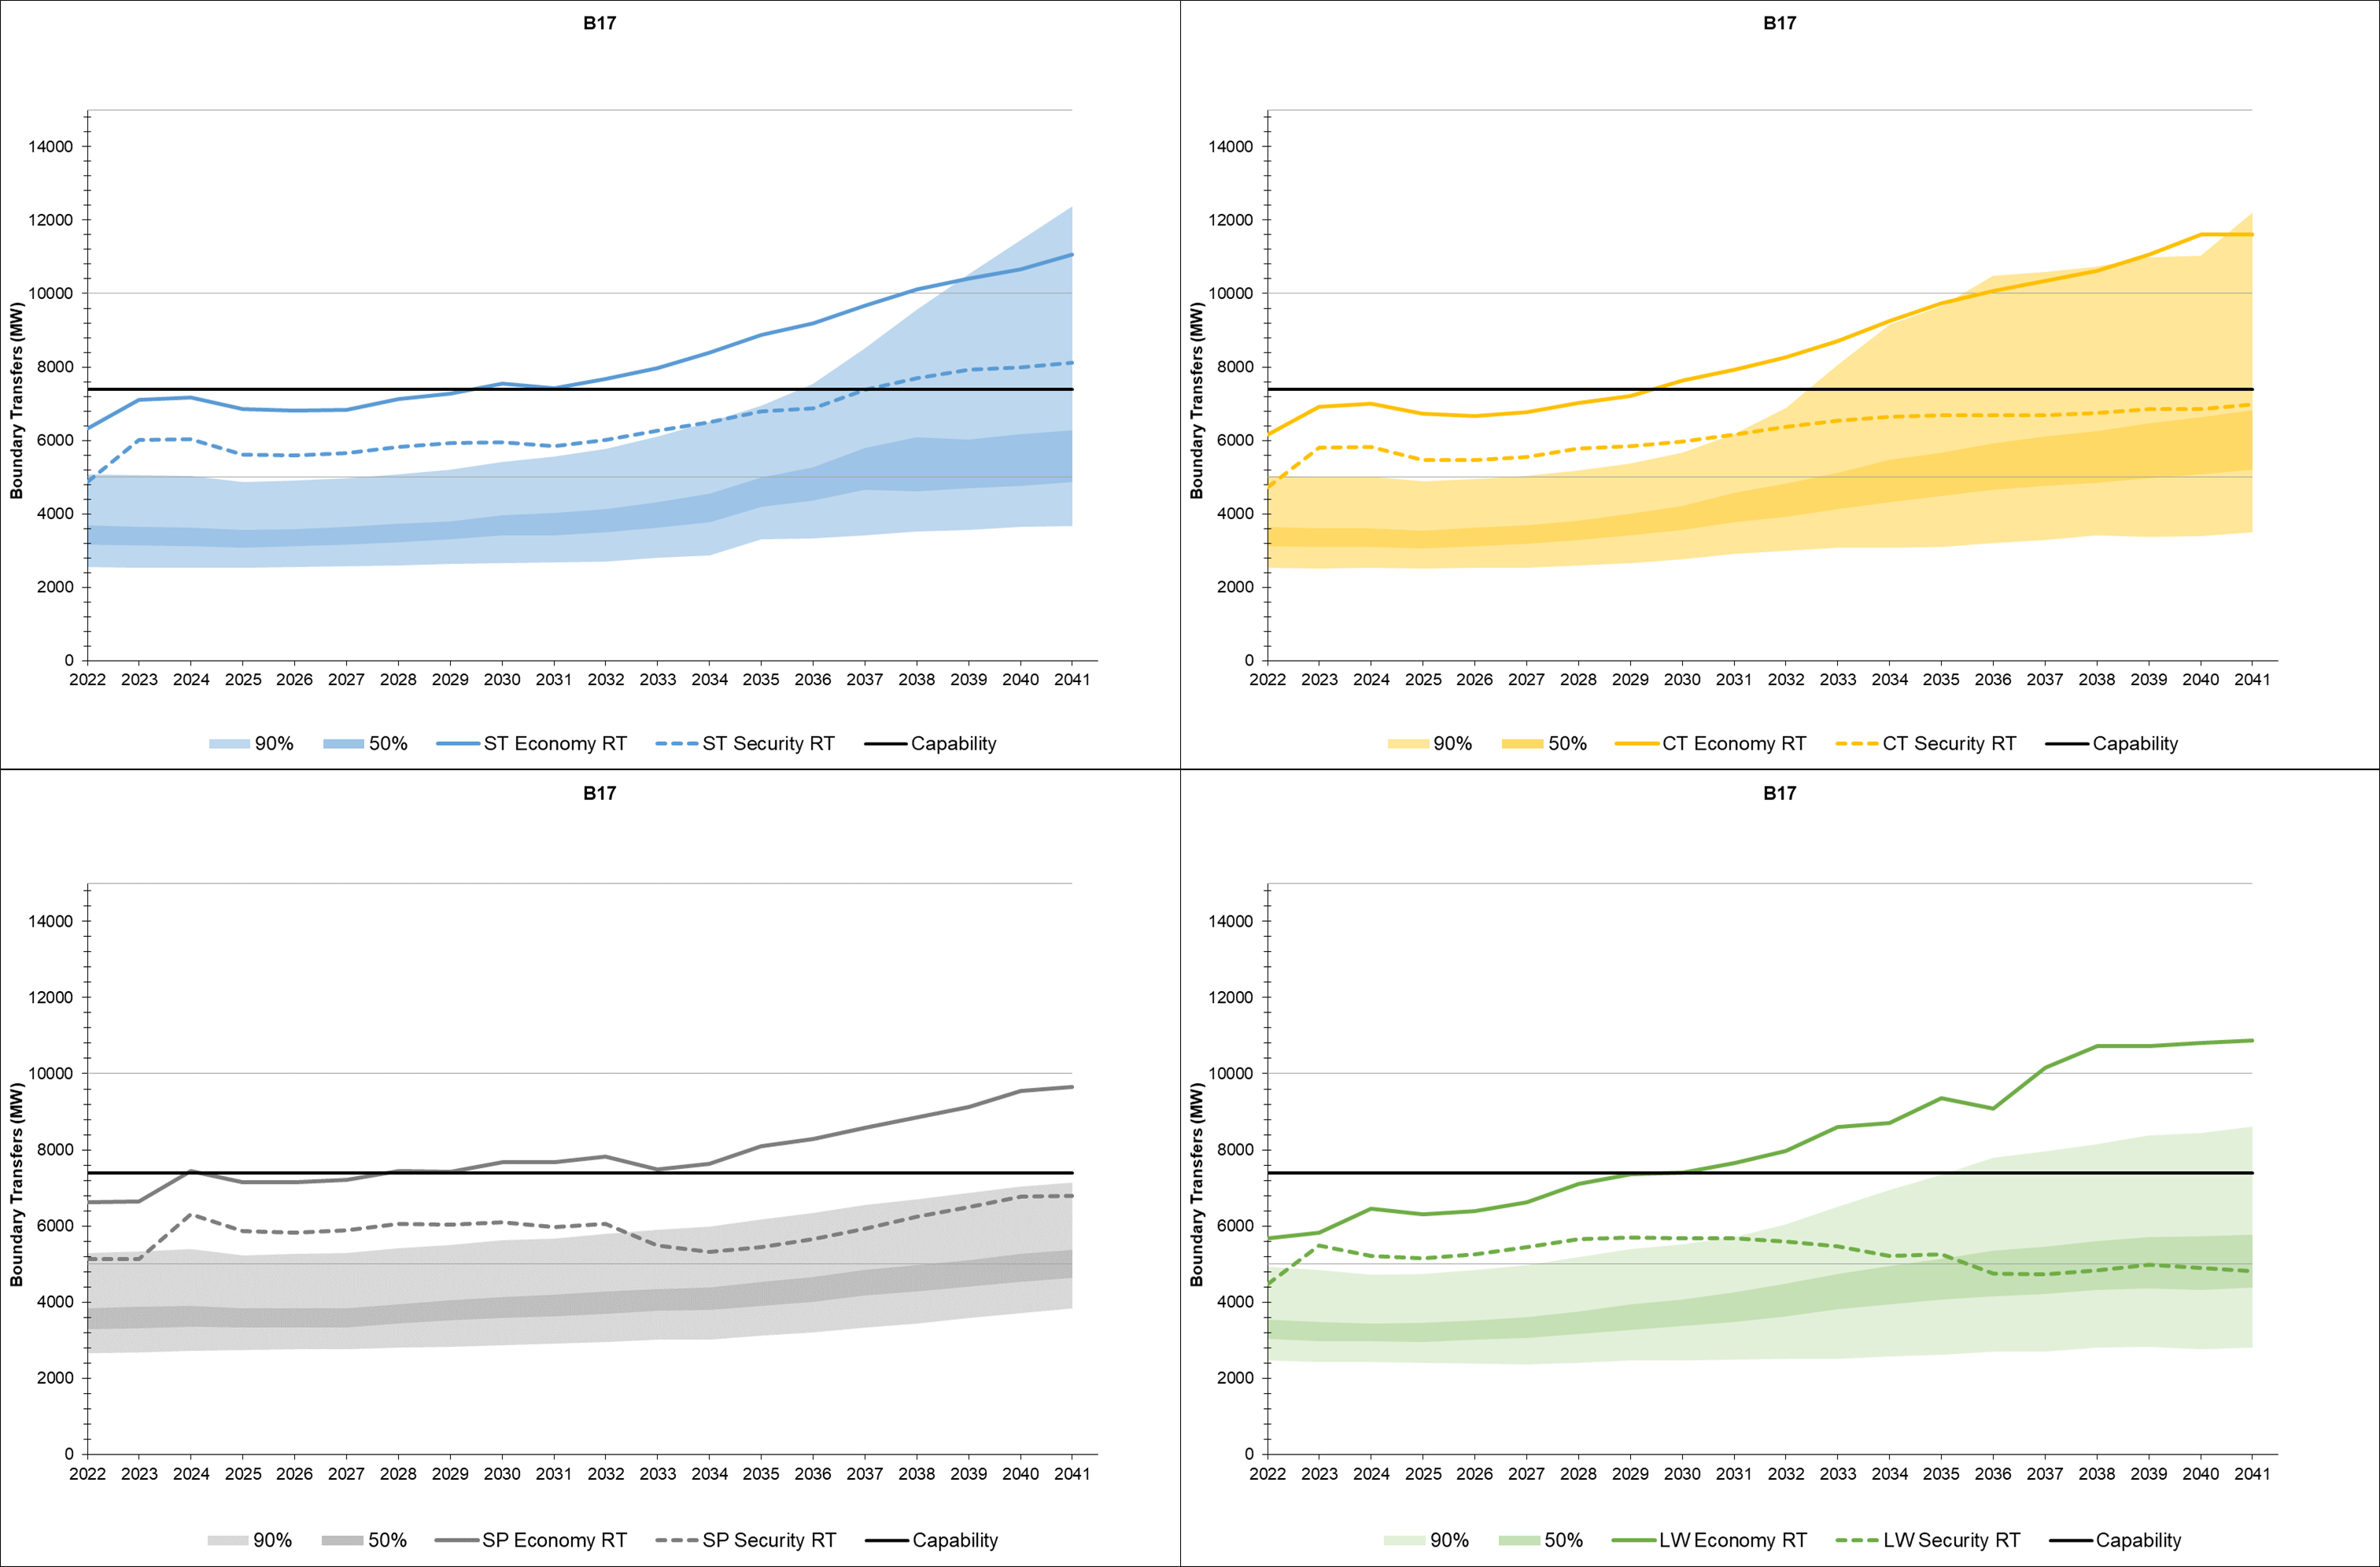 B17
Boundary Transfers (MW)
14000
12000
10000
8000
6000
4000
2000
0
2022 2023 2024 2025 2026 2027 2028 2029 2030 2031 2032 2033 2034 2035 2036 2037 2038 2039 2040 2041
90% 50% ST Economy RT ST Security RT Capability
B17
Boundary Transfers (MW)
14000
12000
10000
8000
6000
4000
2000
0
2022 2023 2024 2025 2026 2027 2028 2029 2030 2031 2032 2033 2034 2035 2036 2037 2038 2039 2040 2041
90% 50% CT Economy RT CT Security RT Capability
B17
Boundary Transfers (MW)
14000
12000
10000
8000
6000
4000
2000
0
2022 2023 2024 2025 2026 2027 2028 2029 2030 2031 2032 2033 2034 2035 2036 2037 2038 2039 2040 2041
90% 50% SP Economy RT SP Security RT Capability
B17
Boundary Transfers (MW)
14000
12000
10000
8000
6000
4000
2000
0
2022 2023 2024 2025 2026 2027 2028 2029 2030 2031 2032 2033 2034 2035 2036 2037 2038 2039 2040 2041
90% 50% LW Economy RT LW Security RT Capability